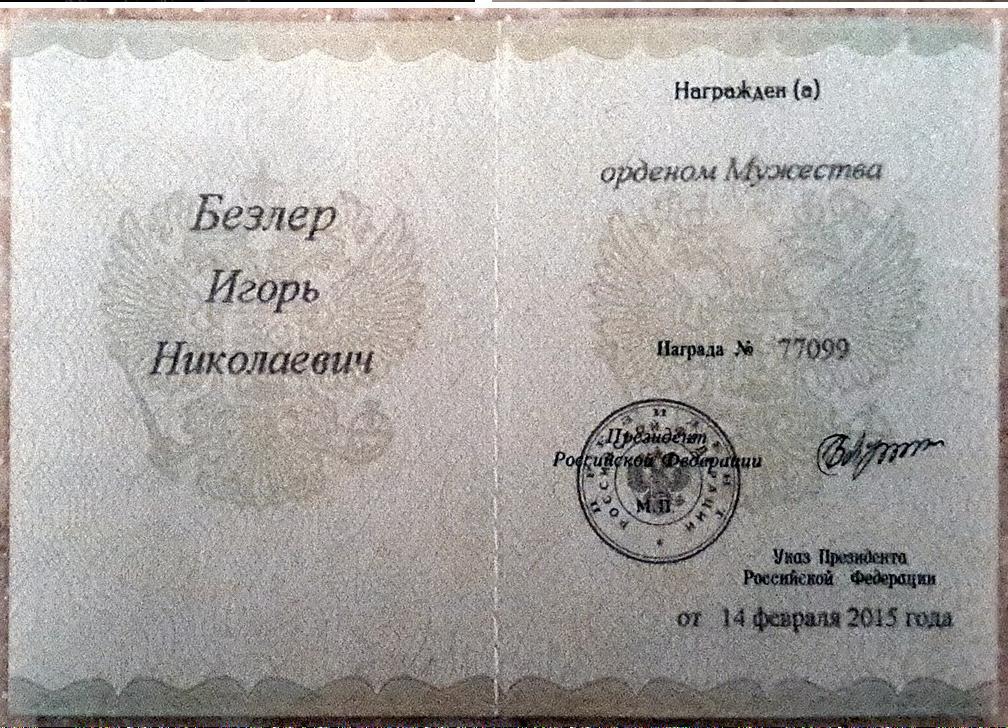 Безлер
Игорь
Николаевич
Награжден (а)
орденом Мужества
Награда № 77099
Президент
Российской Федерации
М.П.
Указ Президента
Российской Федерации
от 14 февраля 2015 года